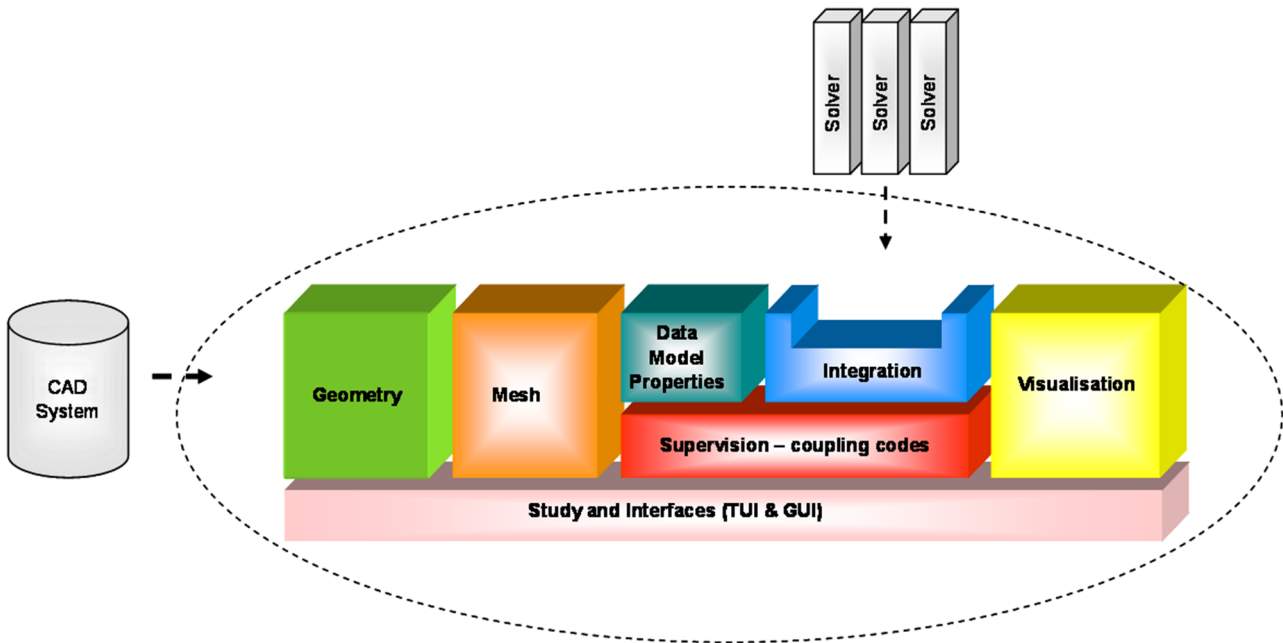 Solver
Solver
Solver
CAD
System
Geometry
Mesh
Data
Model
Properties
Integration
Visualisation
Supervision – coupling codes
Study and Interfaces (TUI & GUI)